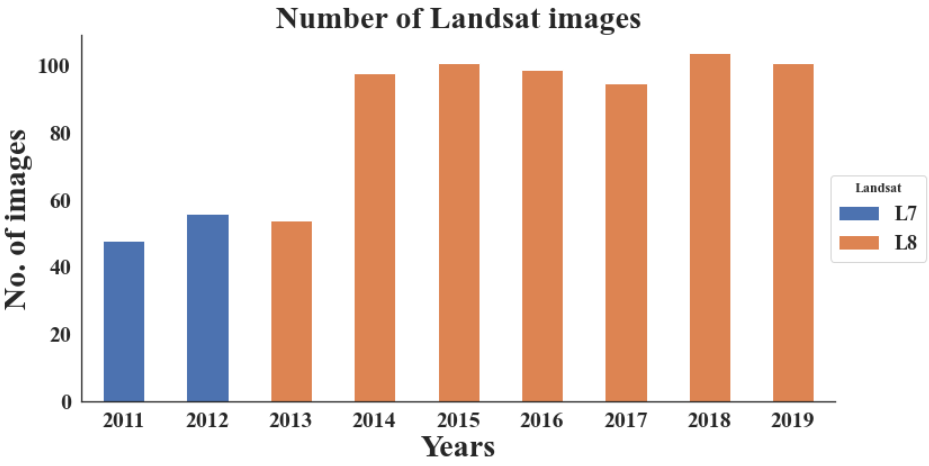 Number of Landsat images
No. of images
100
80
60
40
20
0
2011 2012 2013 2014 2015 2016 2017 2018 2019
Years
Landsat
L7
L8